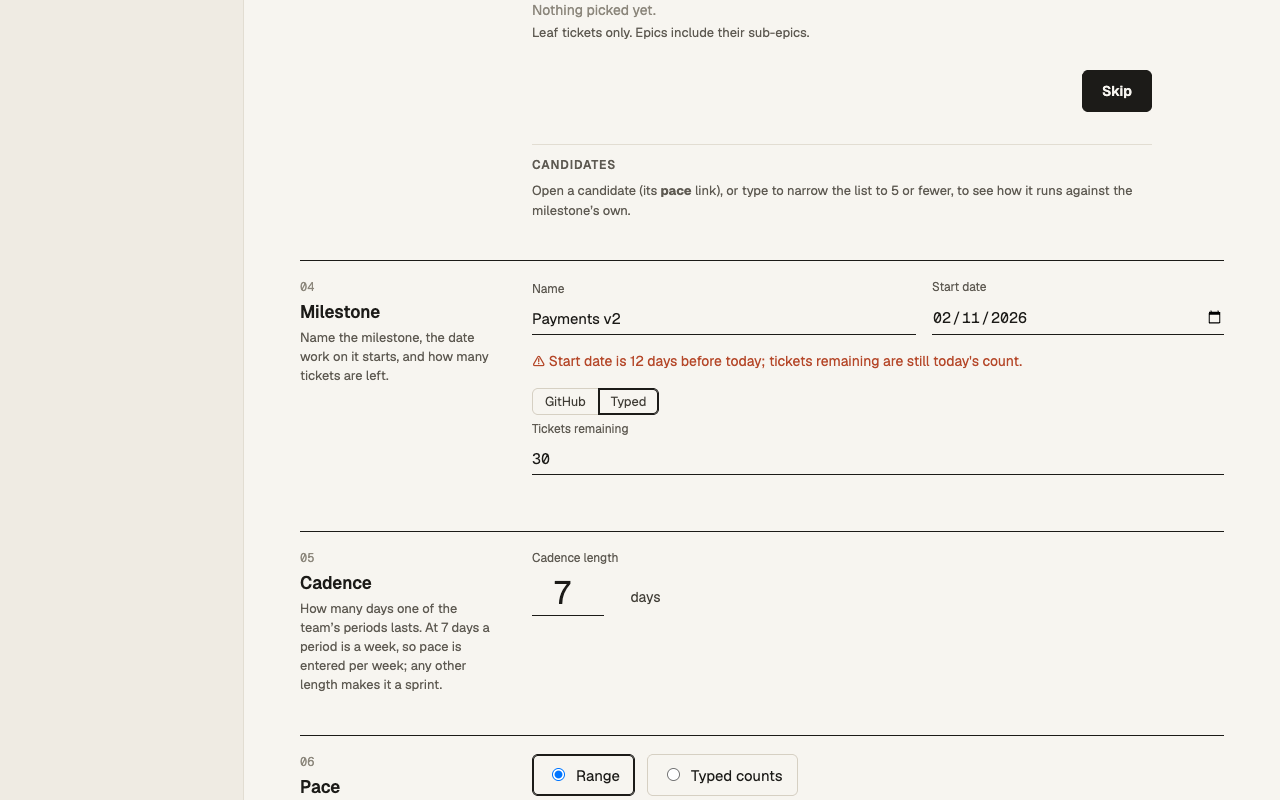 Nothing picked yet.
Leaf tickets only. Epics include their sub-epics.
Skip
CANDIDATES
Open a candidate (its pace link), or type to narrow the list to 5 or fewer, to see how it runs against the
milestone's own.
04
Milestone
Name the milestone, the date
work on it starts, and how many
tickets are left.
Name
Payments v2
Start date
02/11/2026
⚠ Start date is 12 days before today; tickets remaining are still today's count.
GitHub
Typed
Tickets remaining
30
05
Cadence
How many days one of the
team's periods lasts. At 7 days a
period is a week, so pace is
entered per week; any other
length makes it a sprint.
Cadence length
7
days
06
Pace
Range
Typed counts